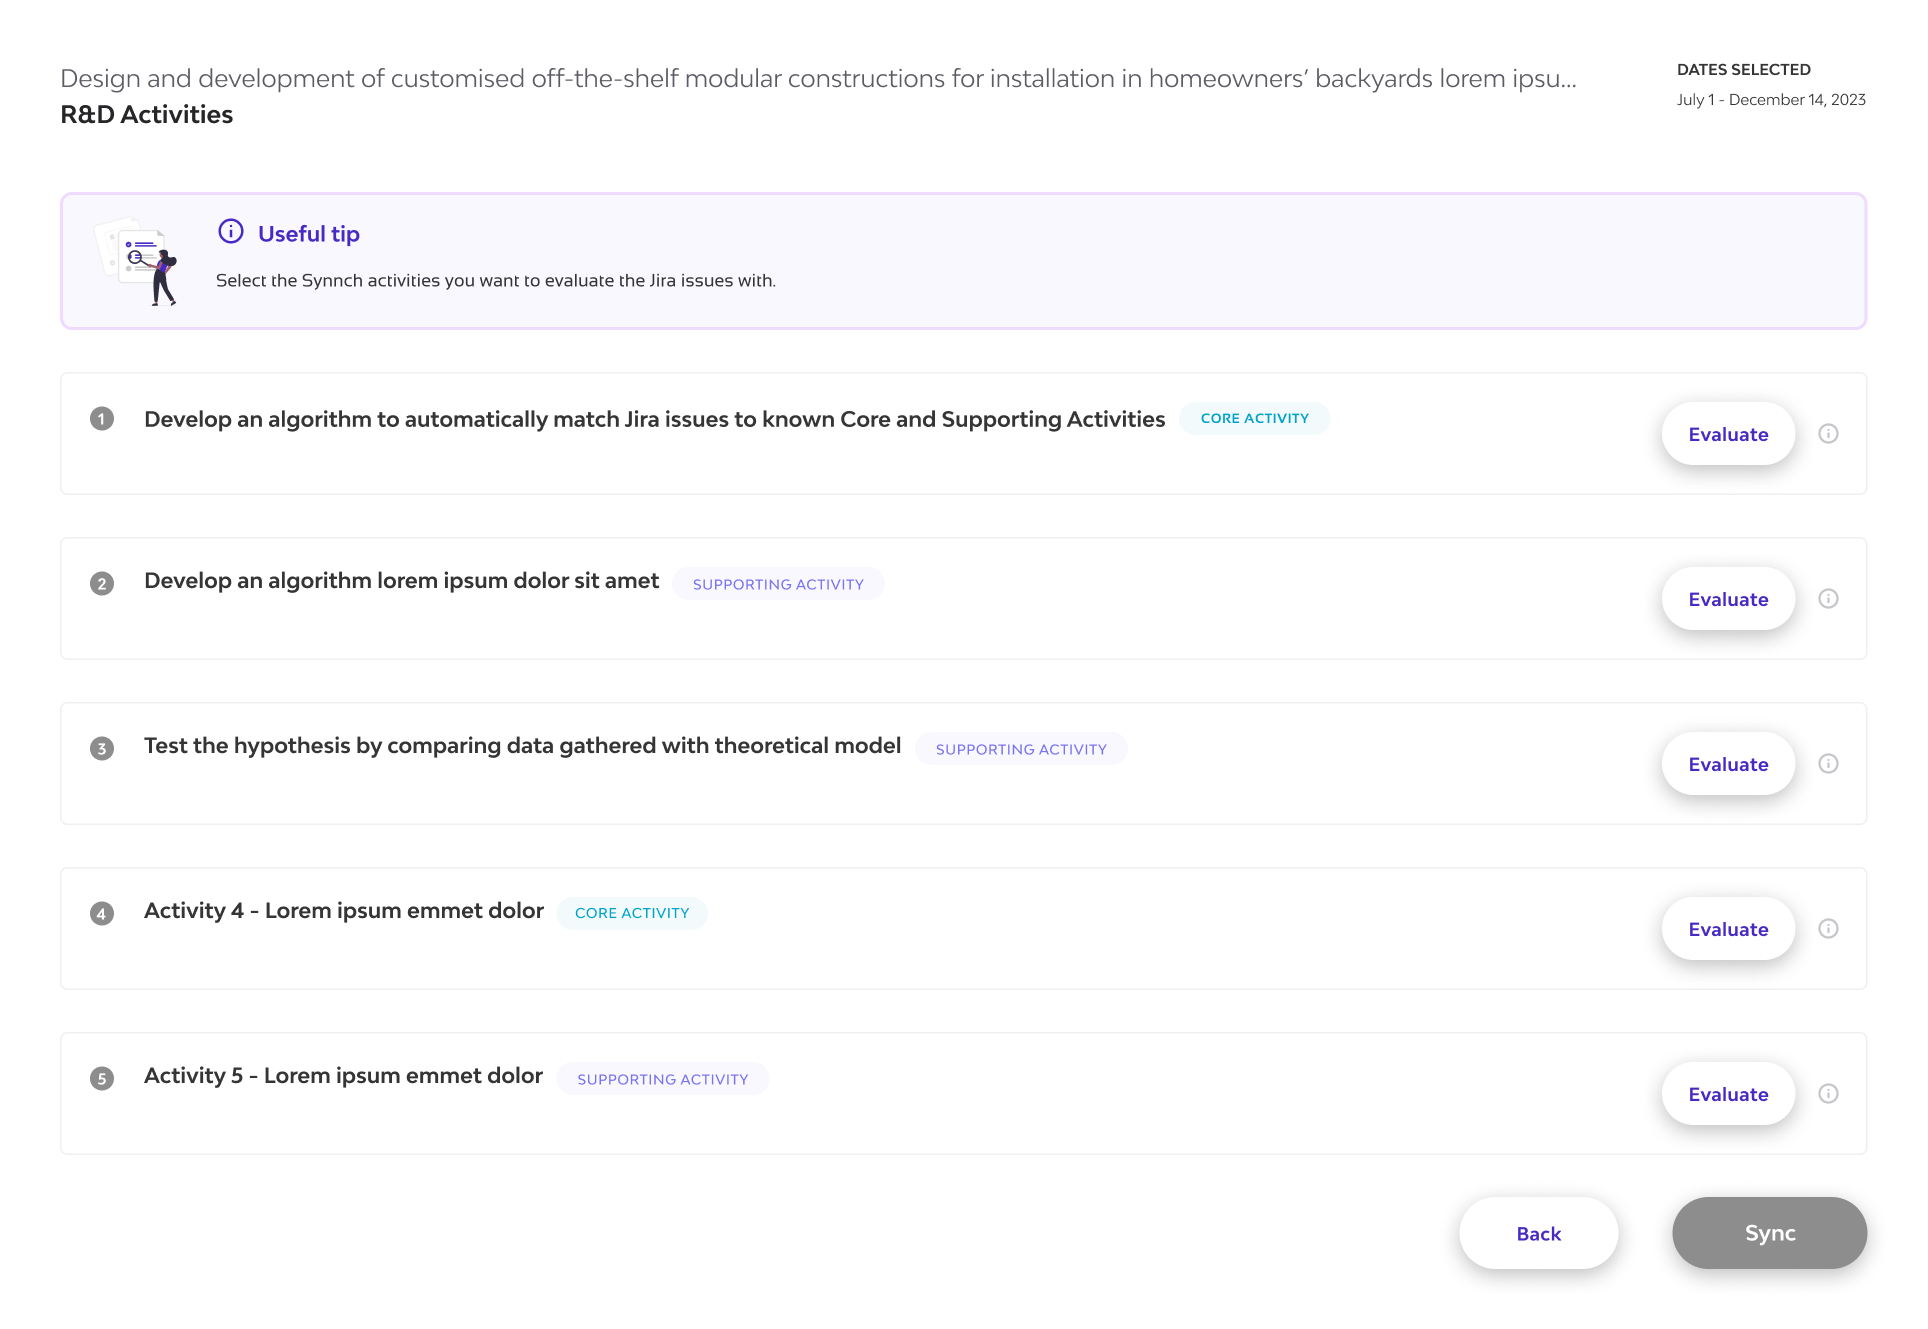 Design and development of customised off-the-shelf modular constructions for installation in homeowners’ backyards lorem ipsu...
R&D Activities
DATES SELECTED
July 1 - December 14, 2023
Useful tip
Select the Synnch activities you want to evaluate the Jira issues with.
1 Develop an algorithm to automatically match Jira issues to known Core and Supporting Activities CORE ACTIVITY Evaluate
2 Develop an algorithm lorem ipsum dolor sit amet SUPPORTING ACTIVITY Evaluate
3 Test the hypothesis by comparing data gathered with theoretical model SUPPORTING ACTIVITY Evaluate
4 Activity 4 - Lorem ipsum emmet dolor CORE ACTIVITY Evaluate
5 Activity 5 - Lorem ipsum emmet dolor SUPPORTING ACTIVITY Evaluate
Back Sync